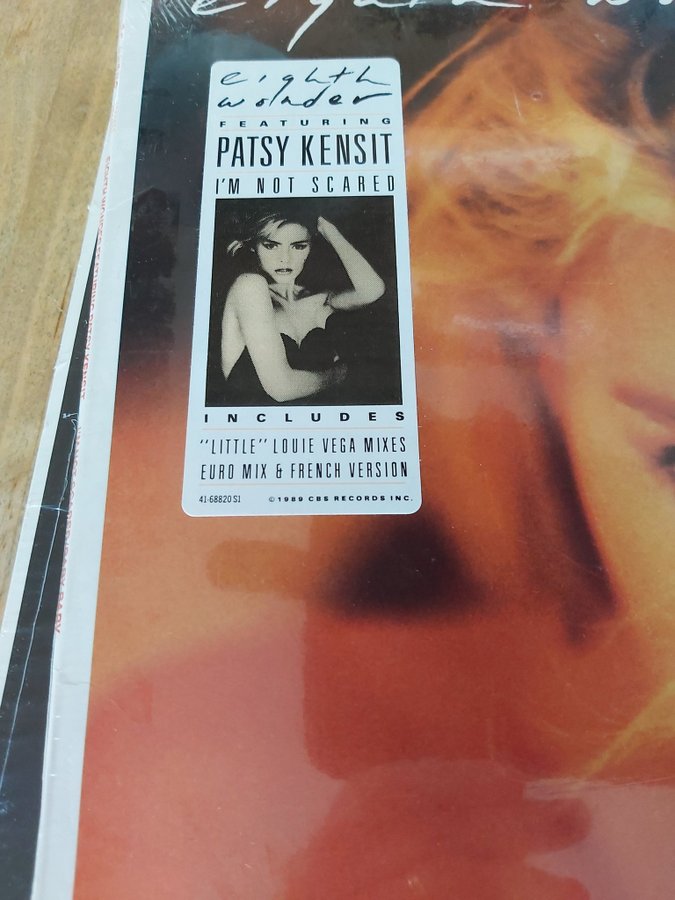 eighth
eighth
wonder
FEATURING
PATSY KENSIT
I'M NOT SCARED
INCLUDES
"LITTLE" LOUIE VEGA MIXES
EURO MIX & FRENCH VERSION
41-68820 S1 © 1989 CBS RECORDS INC.